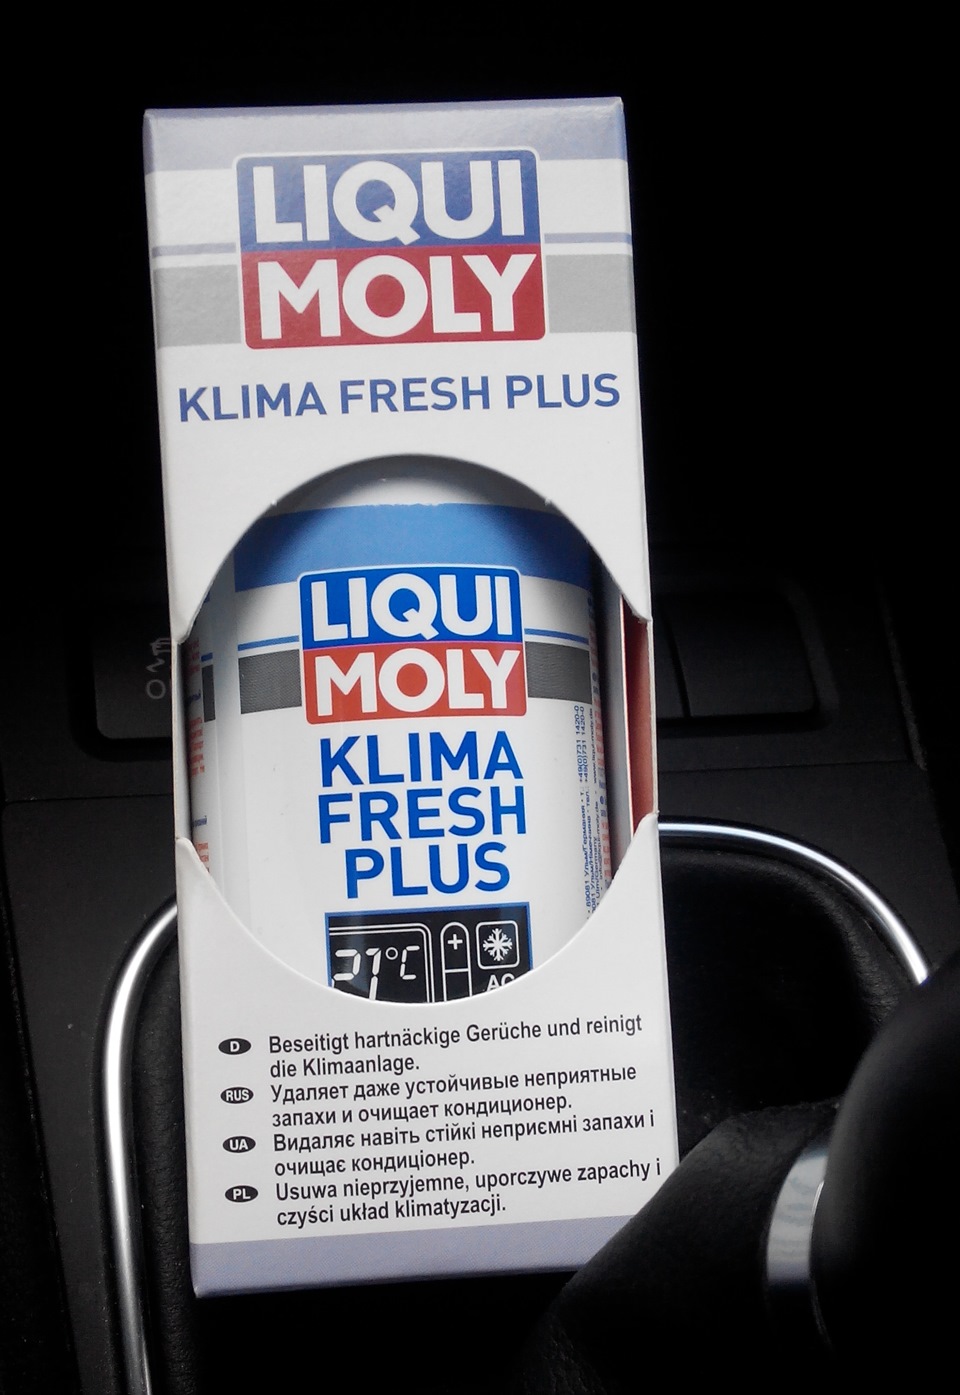 LIQUI
MOLY
KLIMA FRESH PLUS
LIQUI
MOLY
KLIMA
FRESH
PLUS
21°C
+
AC
D Beseitigt hartnäckige Gerüche und reinigt
die Klimaanlage.
RUS Удаляет даже устойчивые неприятные
запахи и очищает кондиционер.
UA Видаляє навіть стійкі неприємні запахи і
очищає кондиціонер.
PL Usuwa nieprzyjemne, uporczywe zapachy i
czyści układ klimatyzacji.